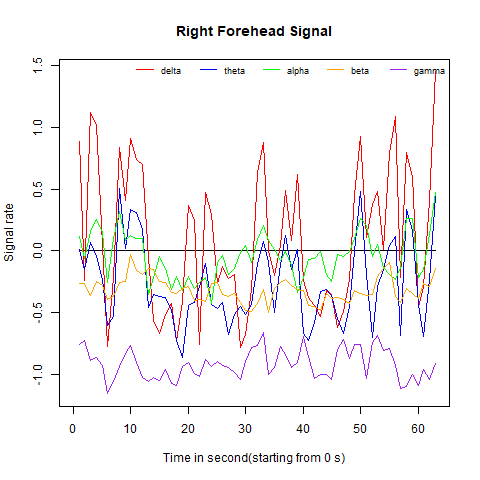 Right Forehead Signal
delta theta alpha beta gamma
1.5
1.0
0.5
0.0
-0.5
-1.0
Signal rate
0 10 20 30 40 50 60
Time in second(starting from 0 s)